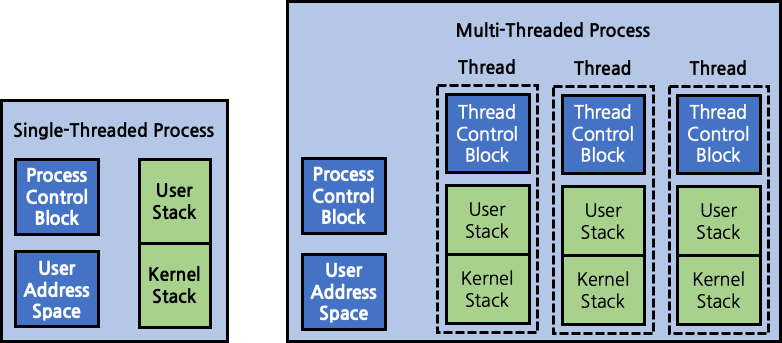 Single-Threaded Process
Process
Control
Block
User
Address
Space
User
Stack
Kernel
Stack
Multi-Threaded Process
Process
Control
Block
User
Address
Space
Thread
Thread
Control
Block
User
Stack
Kernel
Stack
Thread
Thread
Control
Block
User
Stack
Kernel
Stack
Thread
Thread
Control
Block
User
Stack
Kernel
Stack